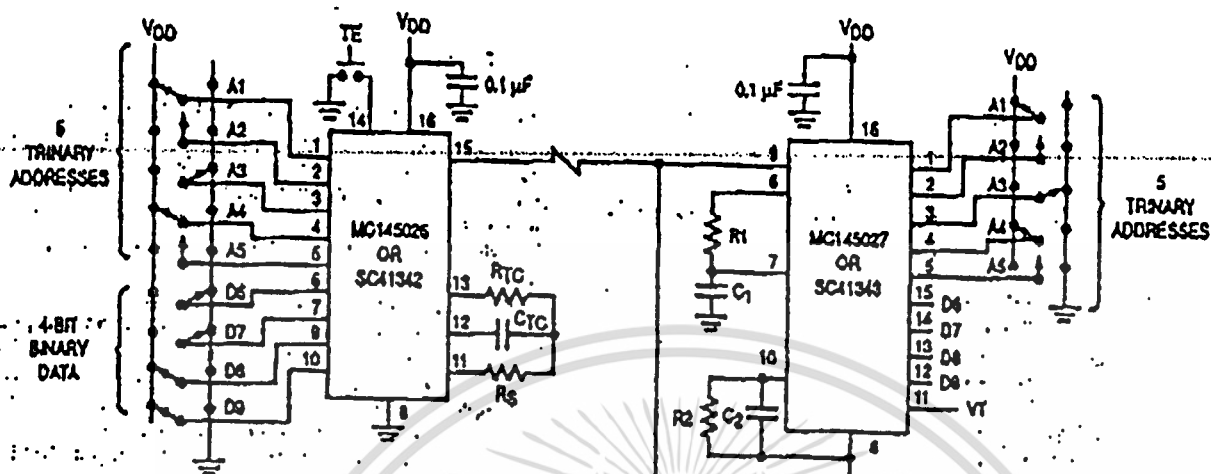 VDD
TE
VDD
0.1 µF
5
TRINARY
ADDRESSES
A1
A2
A3
A4
A5
D6
D7
D8
D9
4-BIT
BINARY
DATA
1
2
3
4
5
6
7
9
10
14
16
15
13
12
11
8
MC145026
OR
SC41342
RTC
CTC
RS
VDD
0.1 µF
16
9
6
7
10
R1
C1
R2
C2
MC145027
OR
SC41343
1
2
3
4
5
15
14
13
12
11
8
D6
D7
D8
D9
VT
VDD
A1
A2
A3
A4
A5
5
TRINARY
ADDRESSES